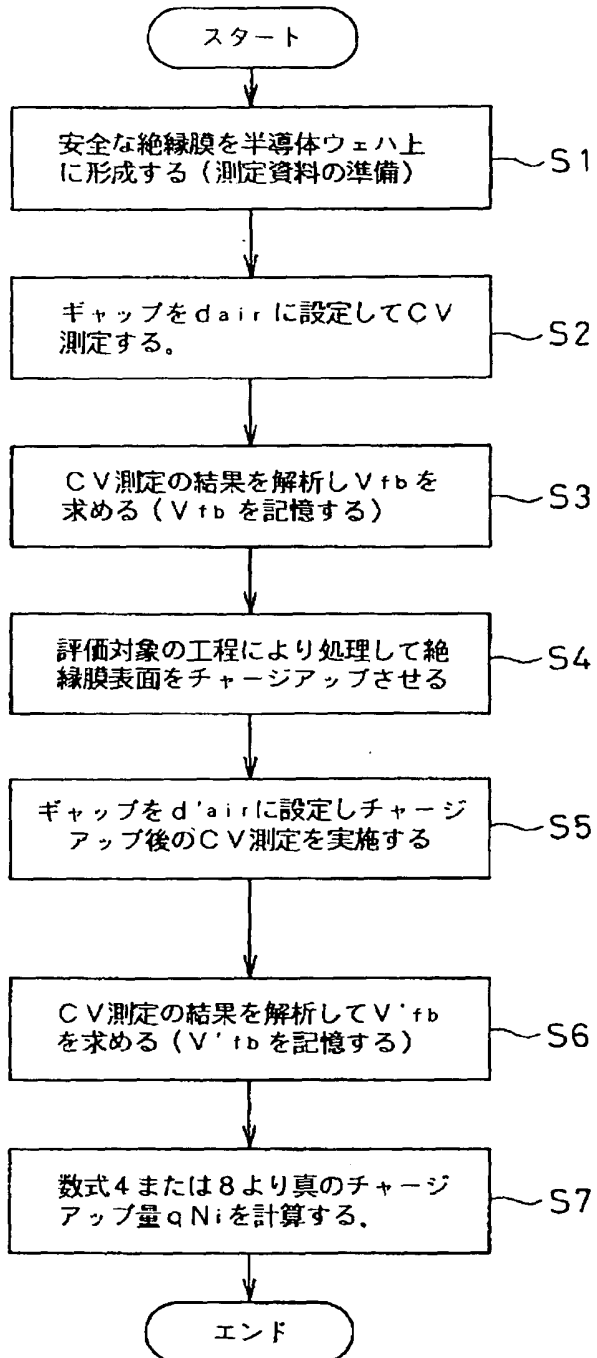 スタート
安全な絶縁膜を半導体ウェハ上
に形成する(測定資料の準備)
S1
ギャップをdairに設定してCV
測定する。
S2
CV測定の結果を解析しVfbを
求める(Vfbを記憶する)
S3
評価対象の工程により処理して絶
縁膜表面をチャージアップさせる
S4
ギャップをd'airに設定しチャージ
アップ後のCV測定を実施する
S5
CV測定の結果を解析してV'fb
を求める(V'fbを記憶する)
S6
数式4または8より真のチャージ
アップ量qNiを計算する。
S7
エンド